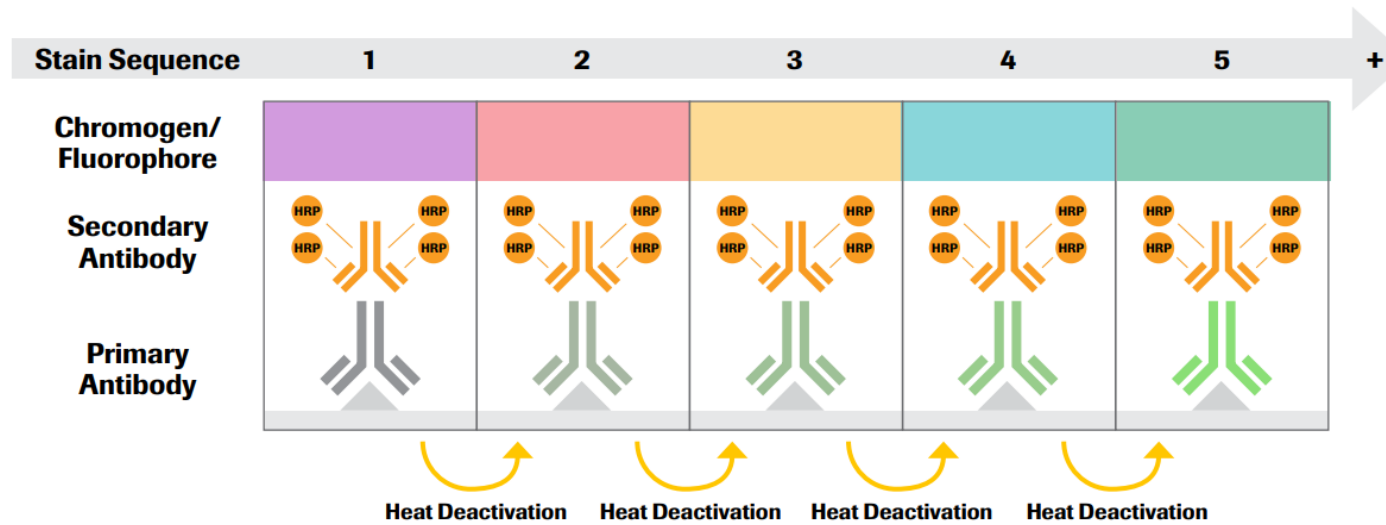 Stain Sequence 1 2 3 4 5 +
Chromogen/
Fluorophore
HRP HRP HRP HRP HRP HRP HRP HRP HRP HRP
Secondary
Antibody
HRP HRP HRP HRP HRP HRP HRP HRP HRP HRP
Primary
Antibody
Heat Deactivation Heat Deactivation Heat Deactivation Heat Deactivation